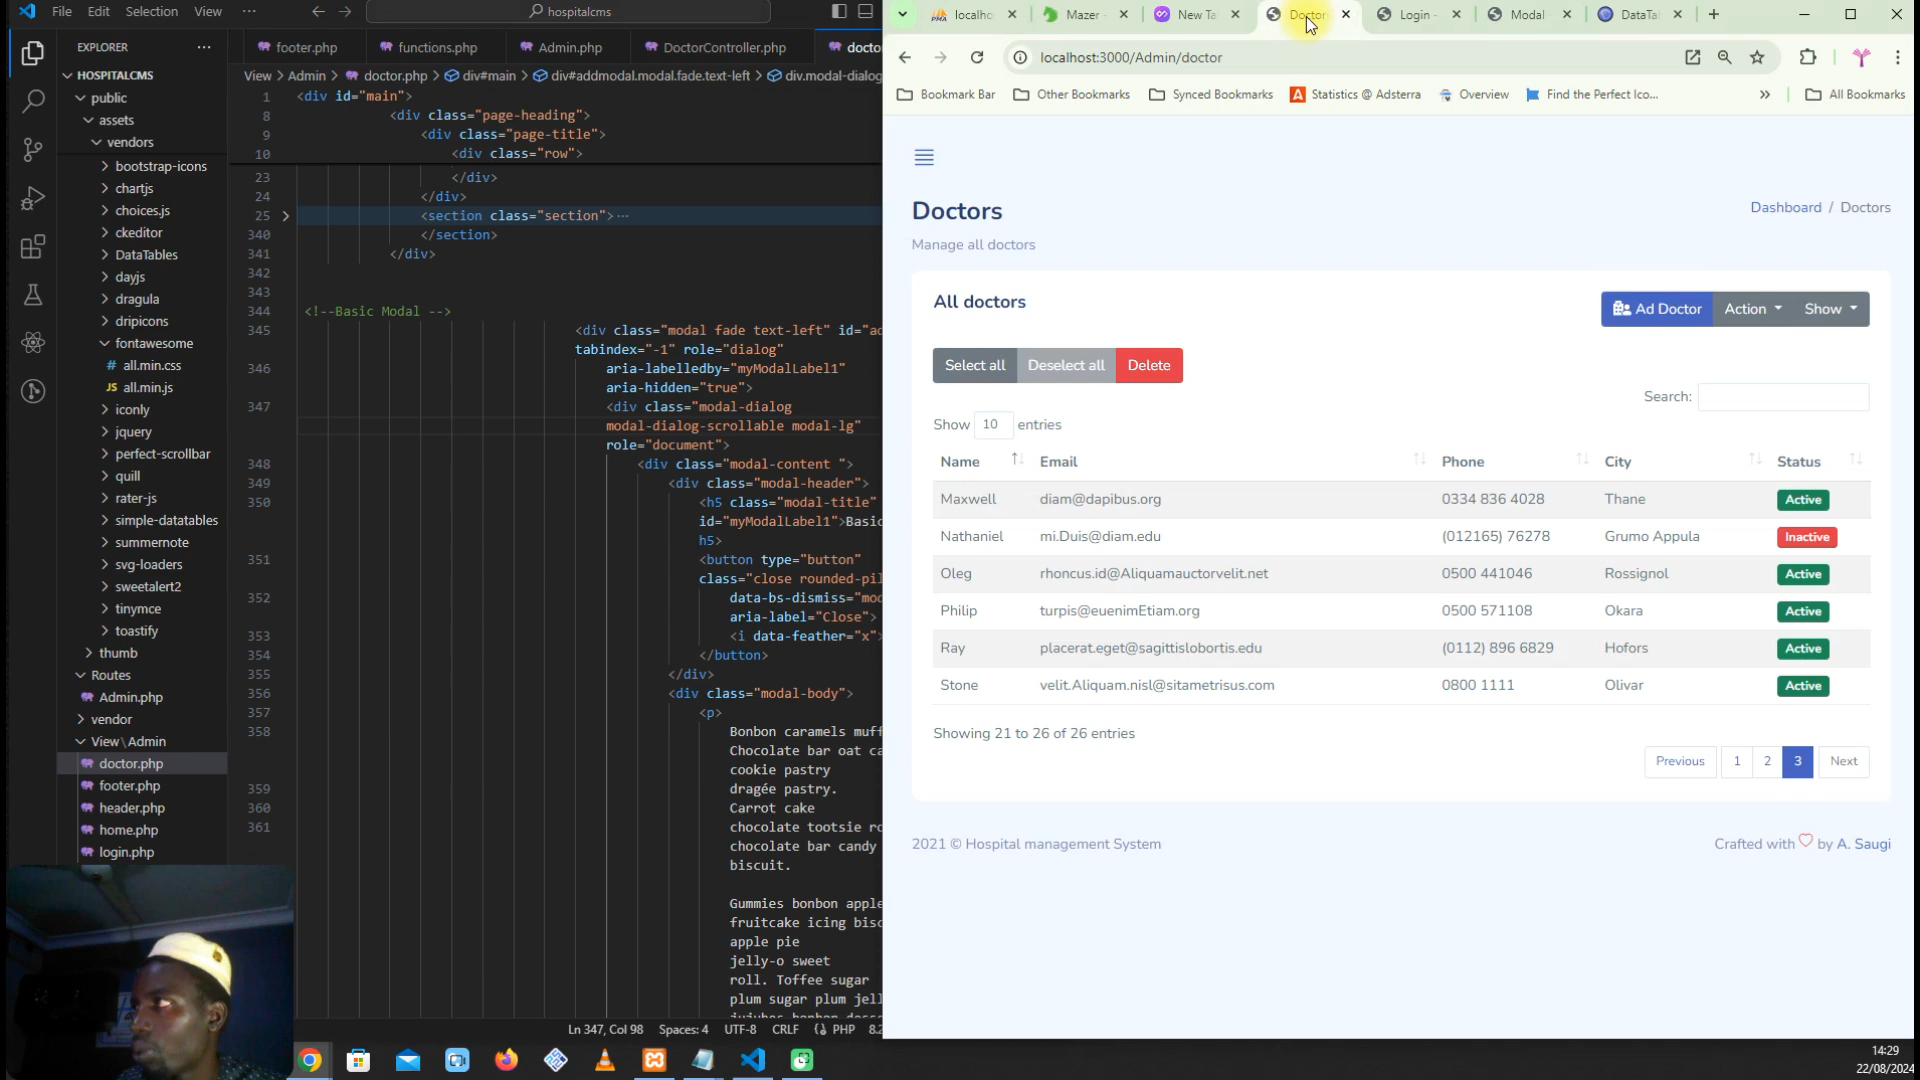 File Edit Selection View ··· hospitalcms
EXPLORER ···
HOSPITALCMS
public
assets
vendors
bootstrap-icons
chartjs
choices.js
ckeditor
DataTables
dayjs
dragula
dripicons
fontawesome
# all.min.css
JS all.min.js
iconly
jquery
perfect-scrollbar
quill
rater-js
simple-datatables
summernote
svg-loaders
sweetalert2
tinymce
toastify
thumb
Routes
Admin.php
vendor
View\Admin
doctor.php
footer.php
header.php
home.php
login.php
footer.php functions.php Admin.php DoctorController.php
View > Admin > doctor.php > div#main > div#addmodal.modal.fade.text-left > div.modal-dialog
1 <div id="main">
8 <div class="page-heading">
9 <div class="page-title">
10 <div class="row">
23 </div>
24 </div>
25 <section class="section"> ···
340 </section>
341 </div>
342
343
344 <!--Basic Modal -->
345 <div class="modal fade text-left" id="ad
tabindex="-1" role="dialog"
346 aria-labelledby="myModalLabel1"
aria-hidden="true">
347 <div class="modal-dialog
modal-dialog-scrollable modal-lg"
role="document">
348 <div class="modal-content ">
349 <div class="modal-header">
350 <h5 class="modal-title"
id="myModalLabel1">Basic
h5>
351 <button type="button"
class="close rounded-pil
352 data-bs-dismiss="mod
aria-label="Close">
353 <i data-feather="x">
354 </button>
355 </div>
356 <div class="modal-body">
357 <p>
358 Bonbon caramels muff
Chocolate bar oat ca
cookie pastry
359 dragée pastry.
360 Carrot cake
361 chocolate tootsie ro
chocolate bar candy
biscuit.
Gummies bonbon apple
fruitcake icing bisc
apple pie
jelly-o sweet
roll. Toffee sugar
plum sugar plum jell
Ln 347, Col 98 Spaces: 4 UTF-8 CRLF PHP 8.2
localho Mazer New Ta Doctor Login - Modal DataTal
localhost:3000/Admin/doctor
Bookmark Bar Other Bookmarks Synced Bookmarks Statistics @ Adsterra Overview Find the Perfect Ico... » All Bookmarks
Doctors
Manage all doctors
Dashboard / Doctors
All doctors
Ad Doctor Action Show
Select all Deselect all Delete
Search:
Show 10 entries
Name Email Phone City Status
Maxwell diam@dapibus.org 0334 836 4028 Thane Active
Nathaniel mi.Duis@diam.edu (012165) 76278 Grumo Appula Inactive
Oleg rhoncus.id@Aliquamauctorvelit.net 0500 441046 Rossignol Active
Philip turpis@euenimEtiam.org 0500 571108 Okara Active
Ray placerat.eget@sagittislobortis.edu (0112) 896 6829 Hofors Active
Stone velit.Aliquam.nisl@sitametrisus.com 0800 1111 Olivar Active
Showing 21 to 26 of 26 entries
Previous 1 2 3 Next
2021 © Hospital management System
Crafted with by A. Saugi
14:29
22/08/2024